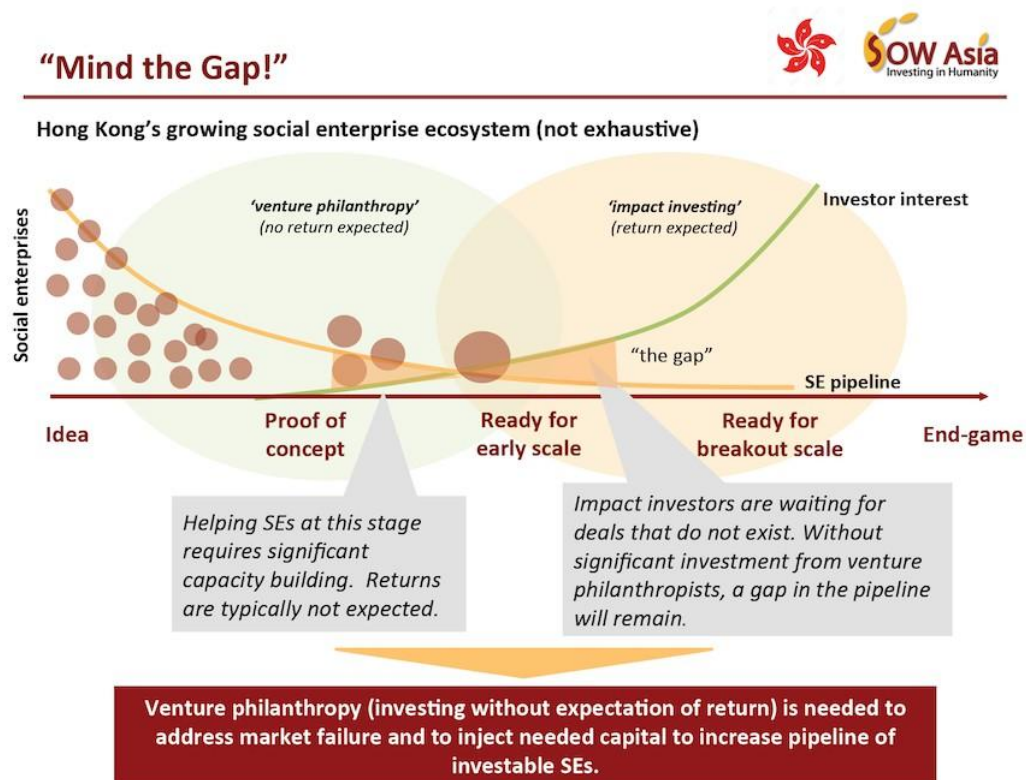 “Mind the Gap!”
SOW Asia
Investing in Humanity
Hong Kong’s growing social enterprise ecosystem (not exhaustive)
Social enterprises
‘venture philanthropy’
(no return expected)
‘impact investing’
(return expected)
Investor interest
“the gap”
SE pipeline
Idea
Proof of
concept
Ready for
early scale
Ready for
breakout scale
End-game
Helping SEs at this stage
requires significant
capacity building.  Returns
are typically not expected.
Impact investors are waiting for
deals that do not exist. Without
significant investment from venture
philanthropists, a gap in the pipeline
will remain.
Venture philanthropy (investing without expectation of return) is needed to
address market failure and to inject needed capital to increase pipeline of
investable SEs.